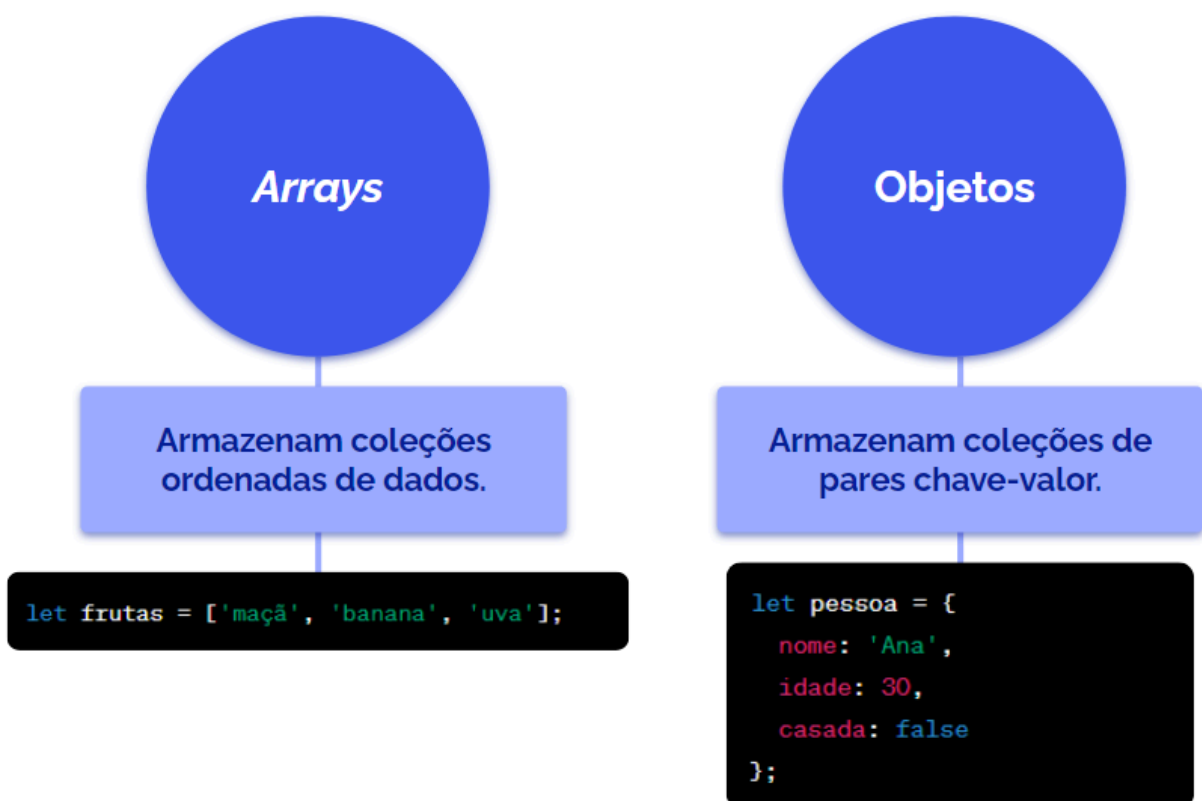 Arrays
Armazenam coleções
ordenadas de dados.
let frutas = ['maçã', 'banana', 'uva'];
Objetos
Armazenam coleções de
pares chave-valor.
let pessoa = {
  nome: 'Ana',
  idade: 30,
  casada: false
};